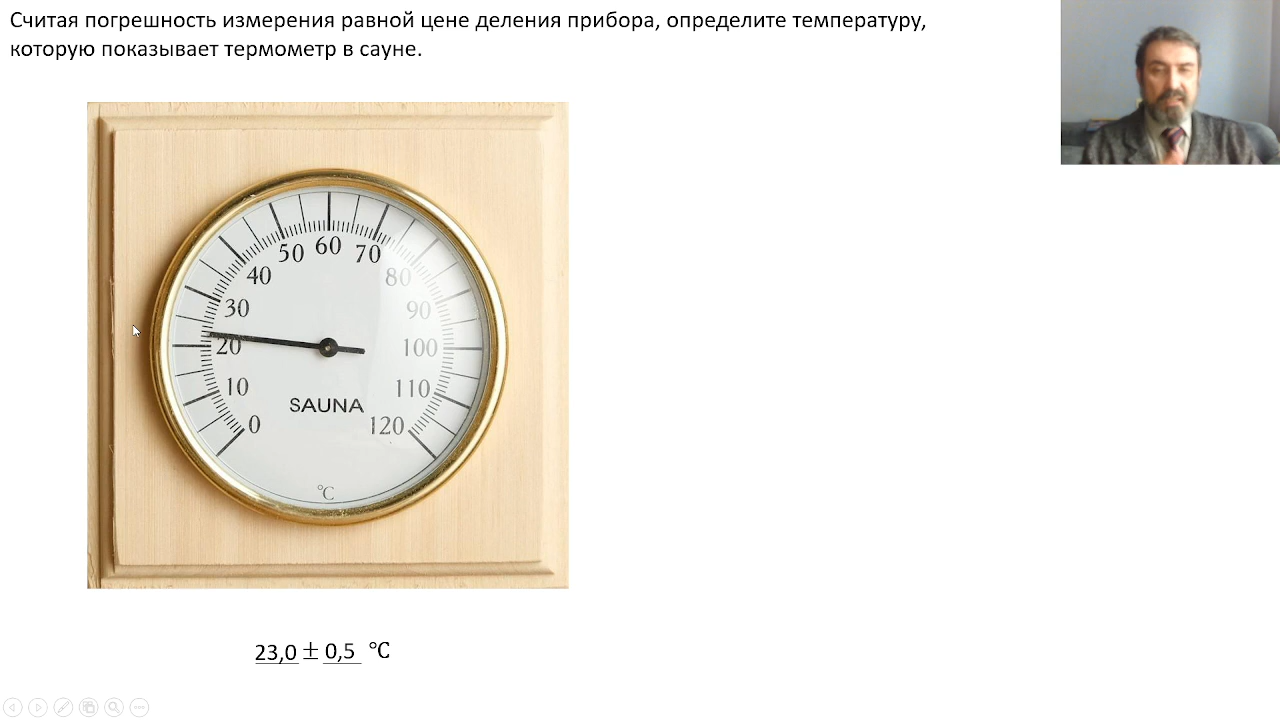 Считая погрешность измерения равной цене деления прибора, определите температуру,
которую показывает термометр в сауне.
0
10
20
30
40
50
60
70
80
90
100
110
120
SAUNA
°C
23,0 ± 0,5 °C